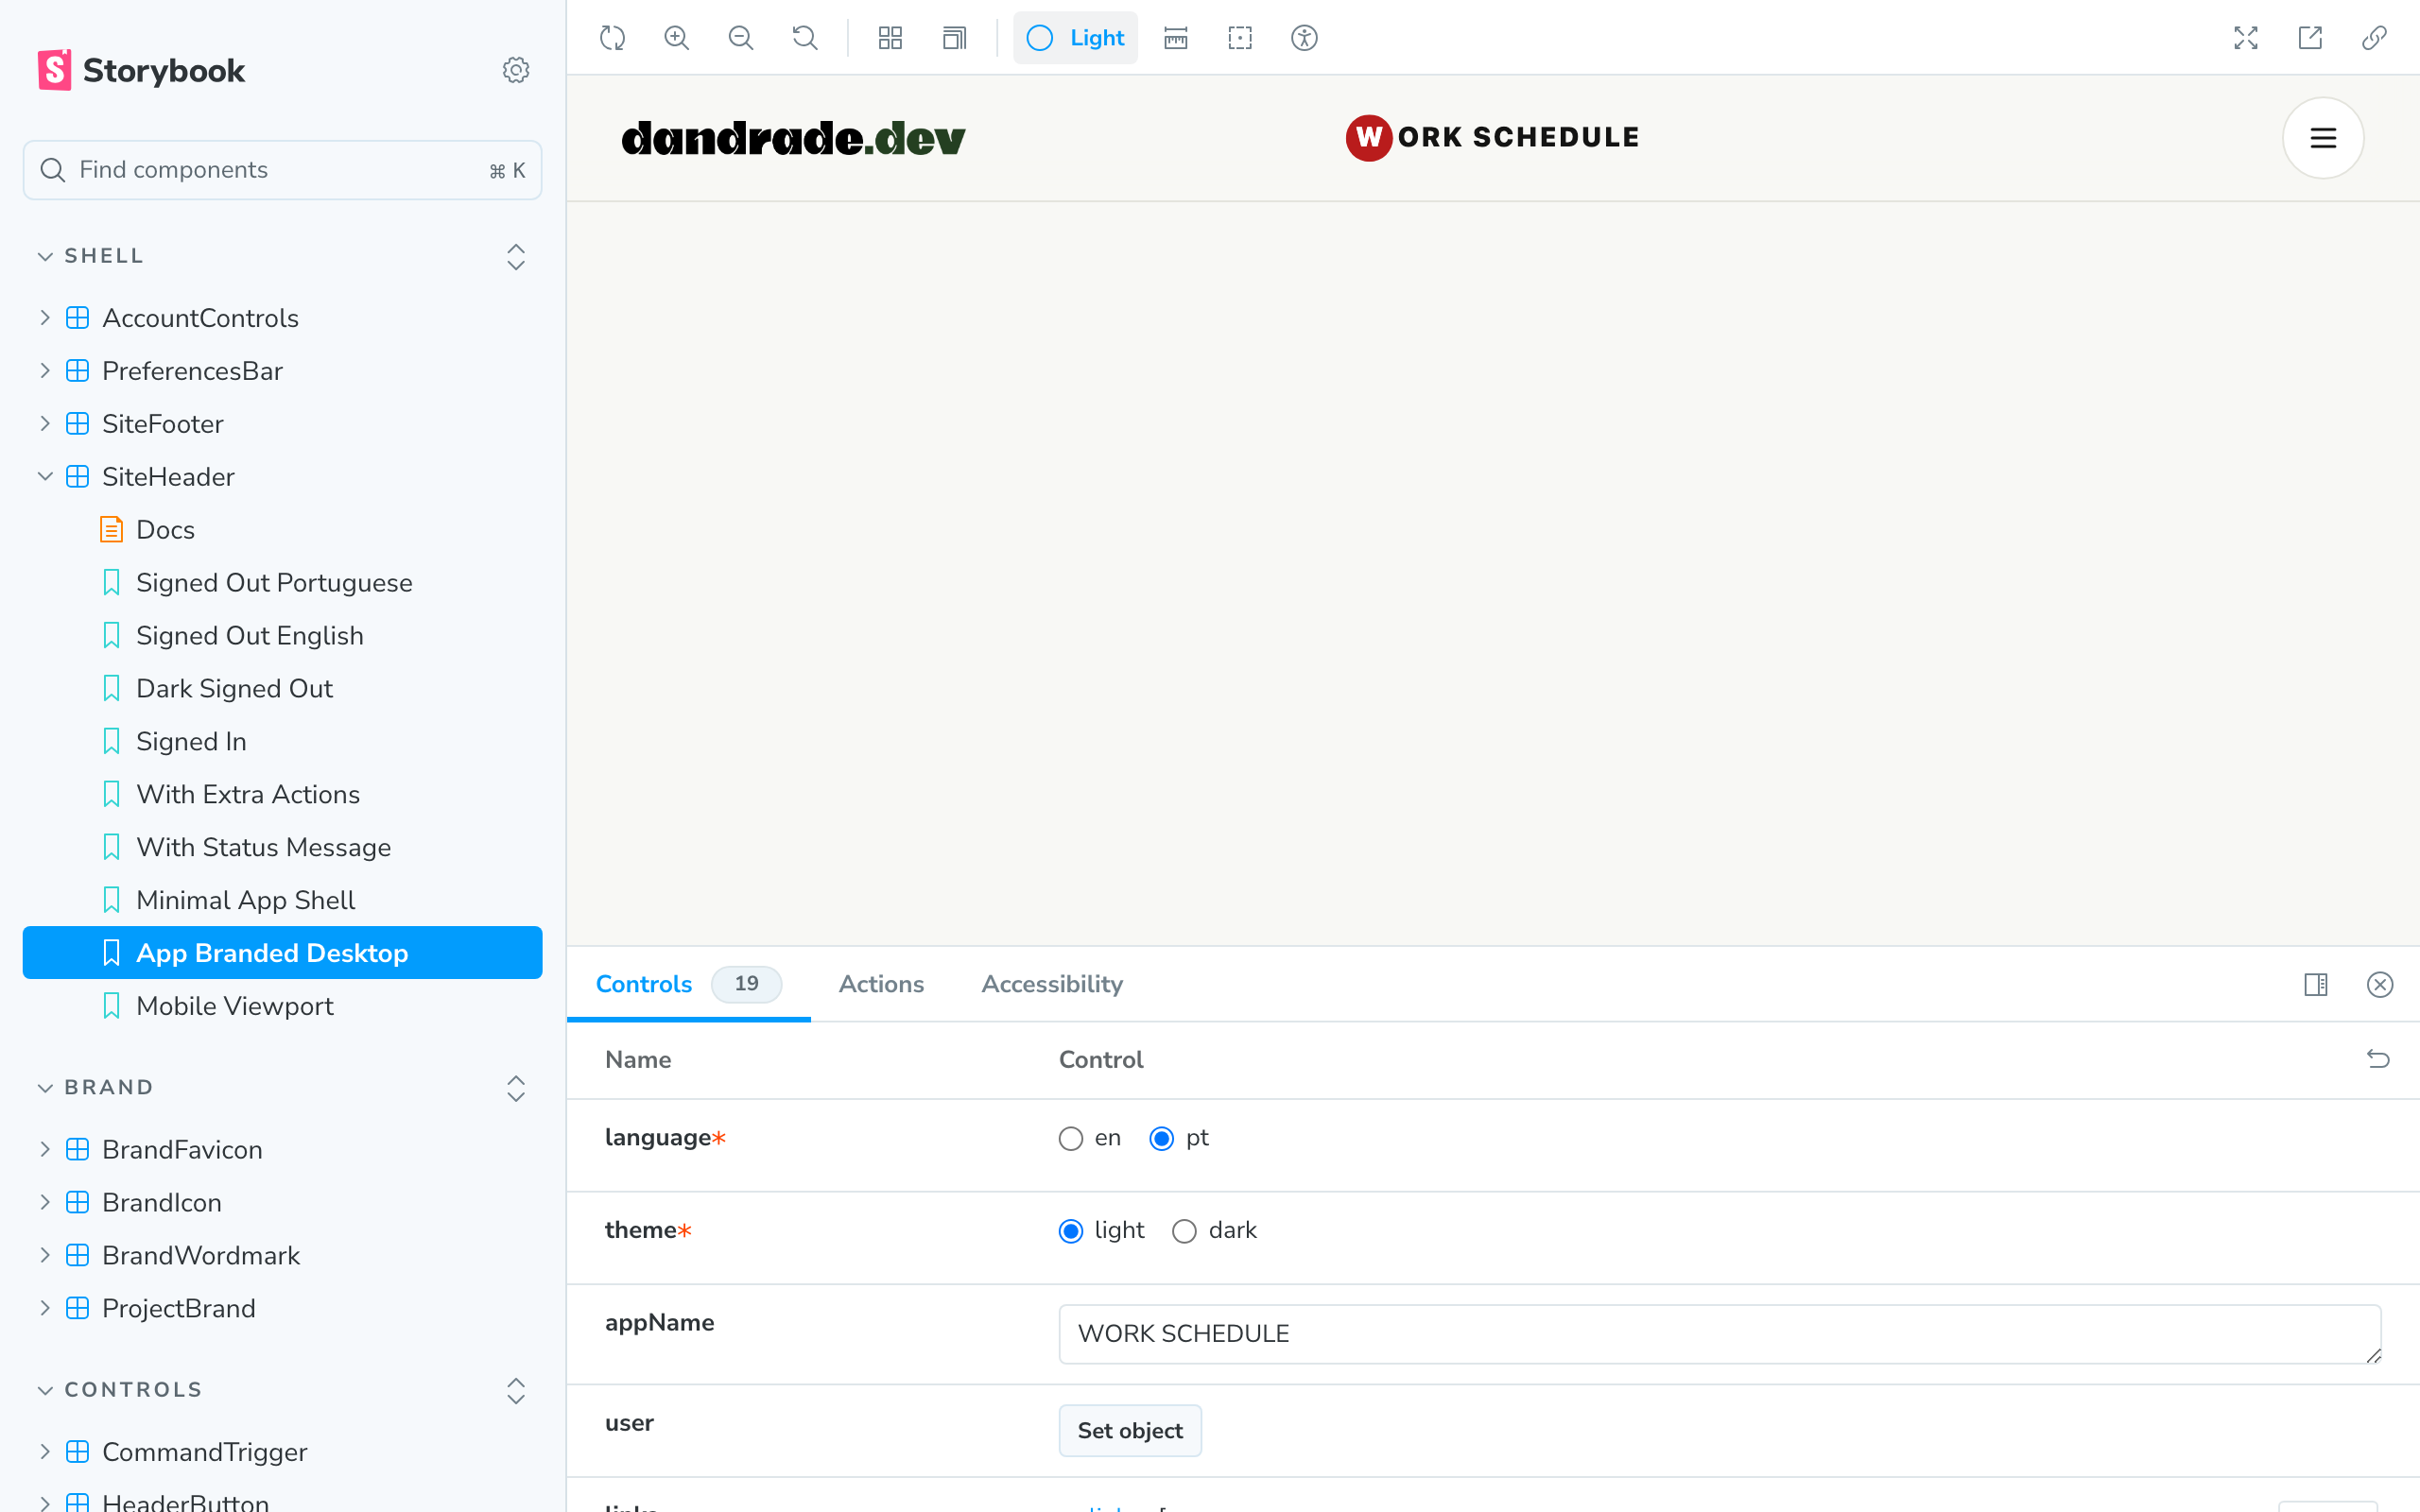 Storybook
Find components
⌘ K
SHELL
AccountControls
PreferencesBar
SiteFooter
SiteHeader
Docs
Signed Out Portuguese
Signed Out English
Dark Signed Out
Signed In
With Extra Actions
With Status Message
Minimal App Shell
App Branded Desktop
Mobile Viewport
BRAND
BrandFavicon
BrandIcon
BrandWordmark
ProjectBrand
CONTROLS
CommandTrigger
HeaderButton
Light
dandrade.dev
WORK SCHEDULE
Controls 19 Actions Accessibility
Name Control
language* en pt
theme* light dark
appName WORK SCHEDULE
user Set object